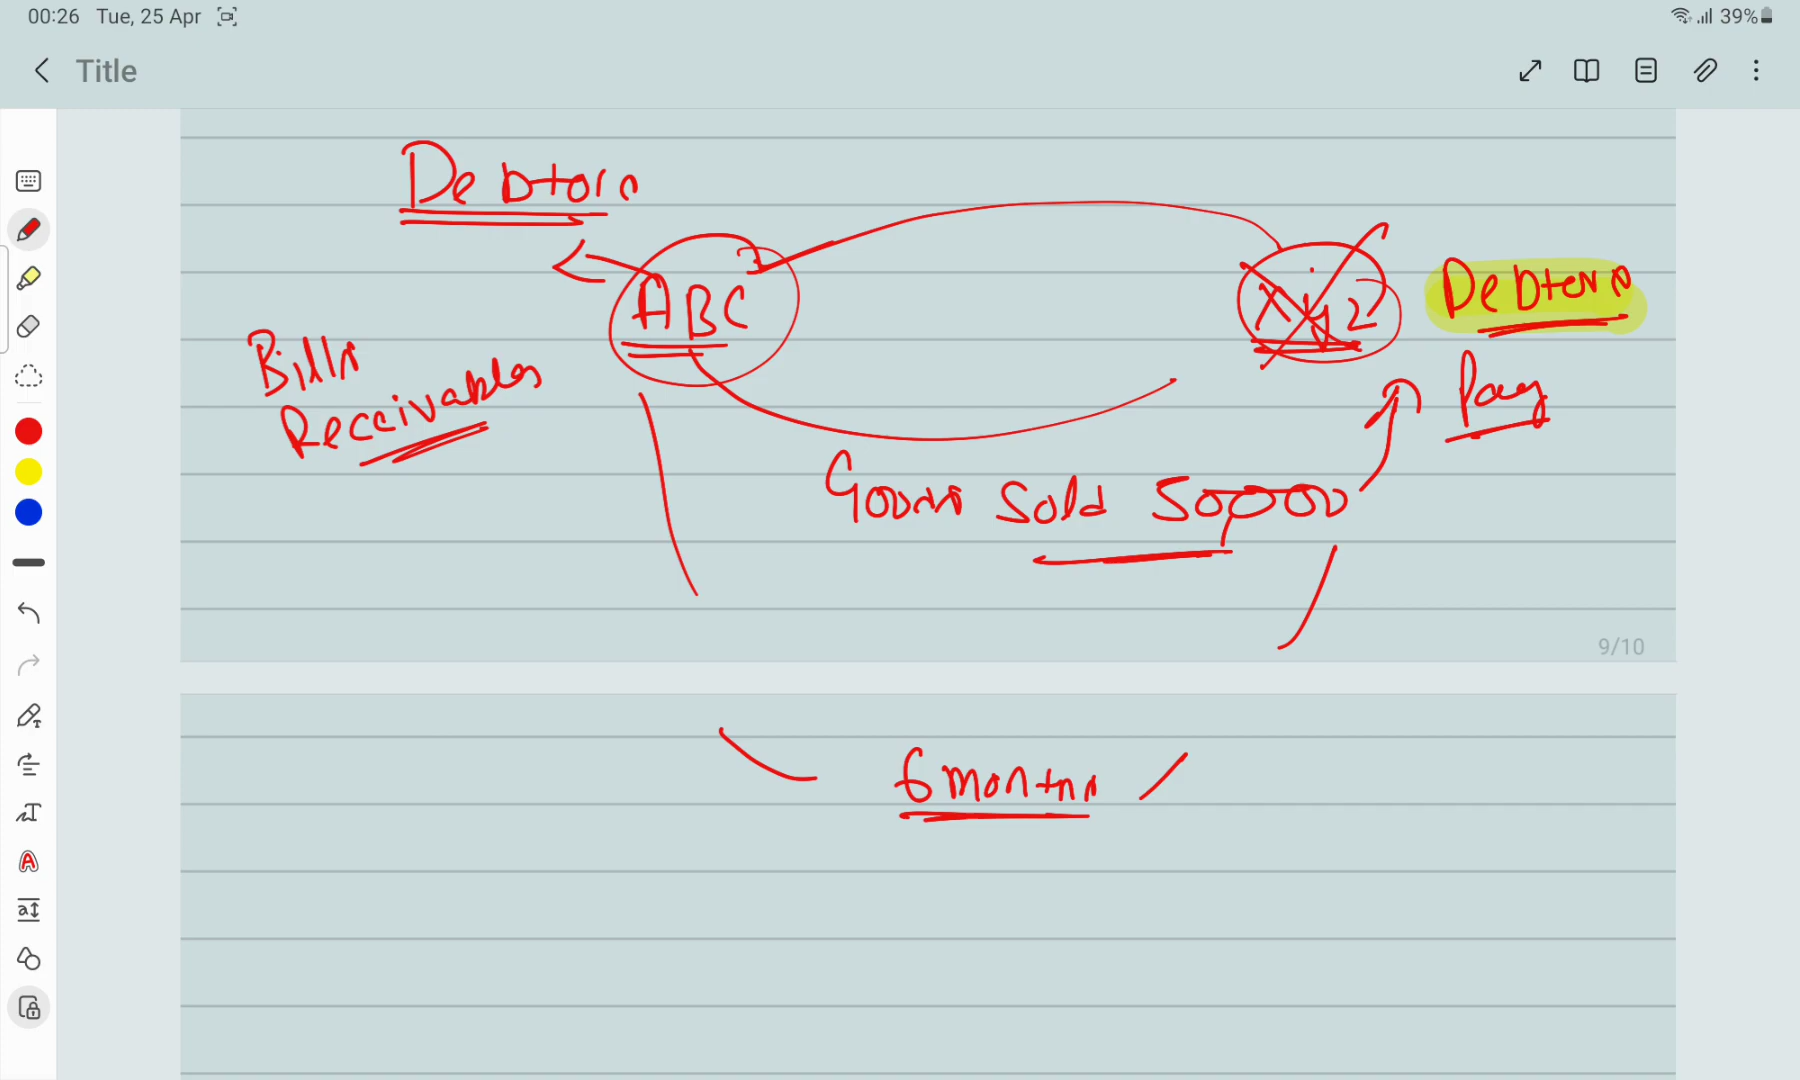 00:26 Tue, 25 Apr 39%
Title
Debtors
ABC
xyz
Debtors
Bills
Receivables
Pay
Goods Sold 50000
9/10
6 months